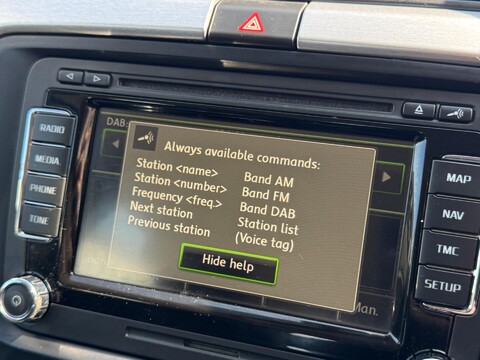 DAB:
Always available commands:
Station <name> Band AM
Station <number> Band FM
Frequency <freq.> Band DAB
Next station Station list
Previous station (Voice tag)
Hide help
Man.
RADIO
MEDIA
PHONE
TONE
MAP
NAV
TMC
SETUP